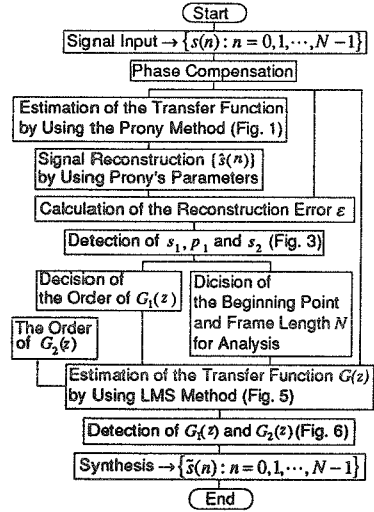 Start
Signal Input → {s(n): n = 0,1,⋯,N −1}
Phase Compensation
Estimation of the Transfer Function
by Using the Prony Method (Fig. 1)
Signal Reconstruction {ŝ(n)}
by Using Prony's Parameters
Calculation of the Reconstruction Error ε
Detection of s₁, p₁ and s₂ (Fig. 3)
Decision of
the Order of G₁(z)
Dicision of
the Beginning Point
and Frame Length N
for Analysis
The Order
of G₂(z)
Estimation of the Transfer Function G(z)
by Using LMS Method (Fig. 5)
Detection of G₁(z) and G₂(z) (Fig. 6)
Synthesis → {s̃(n): n = 0,1,⋯,N −1}
End